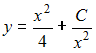 y = x²/4 + C/x²